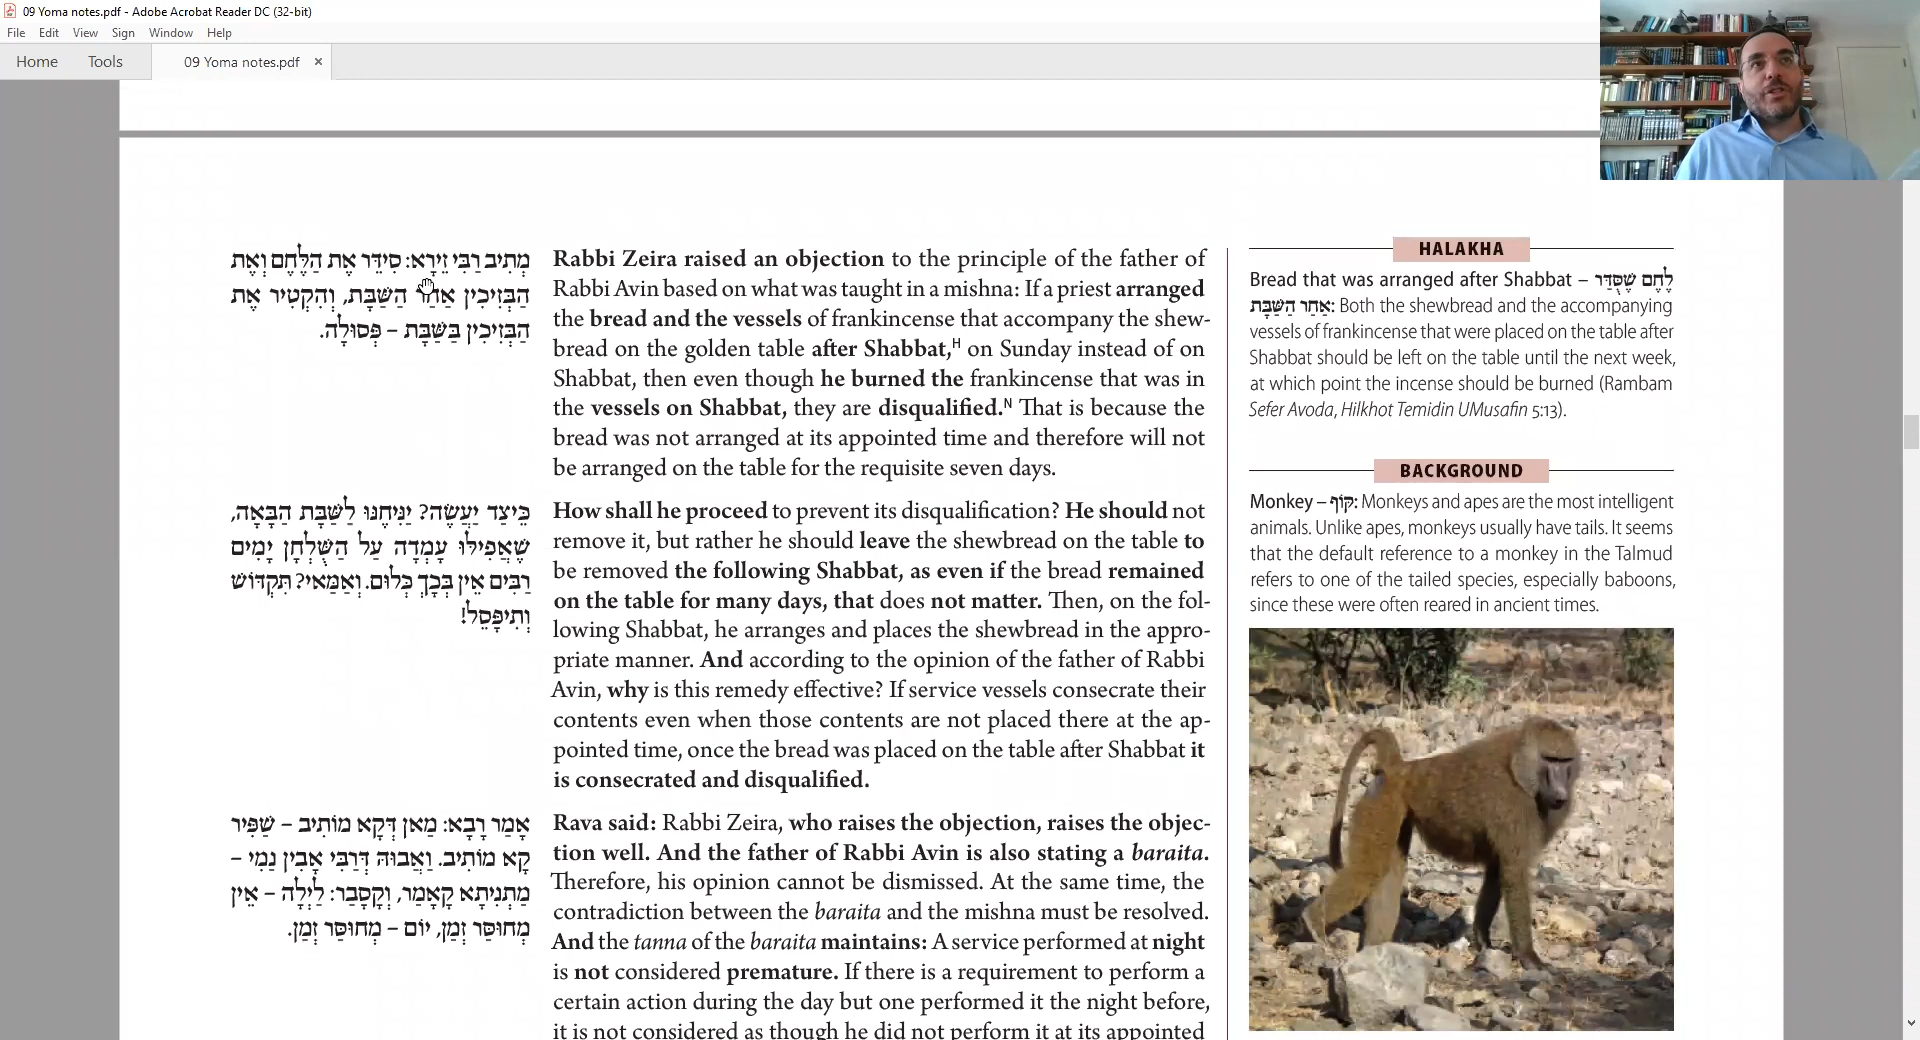 09 Yoma notes.pdf - Adobe Acrobat Reader DC (32-bit)
File Edit View Sign Window Help
Home Tools 09 Yoma notes.pdf ×
מְתִיב רַבִּי זֵירָא: סִידֵּר אֶת הַלֶּחֶם וְאֶת
הַבְּזִיכִין אַחַר הַשַּׁבָּת, וְהִקְטִיר אֶת
הַבְּזִיכִין בַּשַּׁבָּת – פְּסוּלָה.
כֵּיצַד יַעֲשֶׂה? יַנִּיחֶנּוּ לַשַּׁבָּת הַבָּאָה,
שֶׁאֲפִילּוּ עָמְדָה עַל הַשֻּׁלְחָן יָמִים
רַבִּים אֵין בְּכָךְ כְּלוּם. וְאַמַּאי? תִּקְדּוֹשׁ
וְתִיפָּסֵל!
אָמַר רָבָא: מַאן דְּקָא מוֹתִיב – שַׁפִּיר
קָא מוֹתִיב. וַאֲבוּהּ דְּרַבִּי אָבִין נַמִי –
מַתְנִיתָא קָאָמַר, וְקָסָבַר: לַיְלָה – אֵין
מְחוּסַּר זְמַן, יוֹם – מְחוּסַּר זְמַן.
Rabbi Zeira raised an objection to the principle of the father of
Rabbi Avin based on what was taught in a mishna: If a priest arranged
the bread and the vessels of frankincense that accompany the shew-
bread on the golden table after Shabbat,H on Sunday instead of on
Shabbat, then even though he burned the frankincense that was in
the vessels on Shabbat, they are disqualified.N That is because the
bread was not arranged at its appointed time and therefore will not
be arranged on the table for the requisite seven days.
How shall he proceed to prevent its disqualification? He should not
remove it, but rather he should leave the shewbread on the table to
be removed the following Shabbat, as even if the bread remained
on the table for many days, that does not matter. Then, on the fol-
lowing Shabbat, he arranges and places the shewbread in the appro-
priate manner. And according to the opinion of the father of Rabbi
Avin, why is this remedy effective? If service vessels consecrate their
contents even when those contents are not placed there at the ap-
pointed time, once the bread was placed on the table after Shabbat it
is consecrated and disqualified.
Rava said: Rabbi Zeira, who raises the objection, raises the objec-
tion well. And the father of Rabbi Avin is also stating a baraita.
Therefore, his opinion cannot be dismissed. At the same time, the
contradiction between the baraita and the mishna must be resolved.
And the tanna of the baraita maintains: A service performed at night
is not considered premature. If there is a requirement to perform a
certain action during the day but one performed it the night before,
it is not considered as though he did not perform it at its appointed
HALAKHA
Bread that was arranged after Shabbat – לֶחֶם שֶׁסֻּדַּר
אַחַר הַשַּׁבָּת: Both the shewbread and the accompanying
vessels of frankincense that were placed on the table after
Shabbat should be left on the table until the next week,
at which point the incense should be burned (Rambam
Sefer Avoda, Hilkhot Temidin UMusafin 5:13).
BACKGROUND
Monkey – קוֹף: Monkeys and apes are the most intelligent
animals. Unlike apes, monkeys usually have tails. It seems
that the default reference to a monkey in the Talmud
refers to one of the tailed species, especially baboons,
since these were often reared in ancient times.